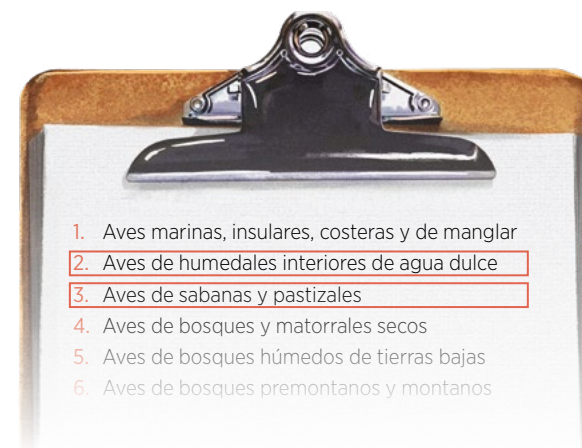 1. Aves marinas, insulares, costeras y de manglar
2. Aves de humedales interiores de agua dulce
3. Aves de sabanas y pastizales
4. Aves de bosques y matorrales secos
5. Aves de bosques húmedos de tierras bajas
6. Aves de bosques premontanos y montanos